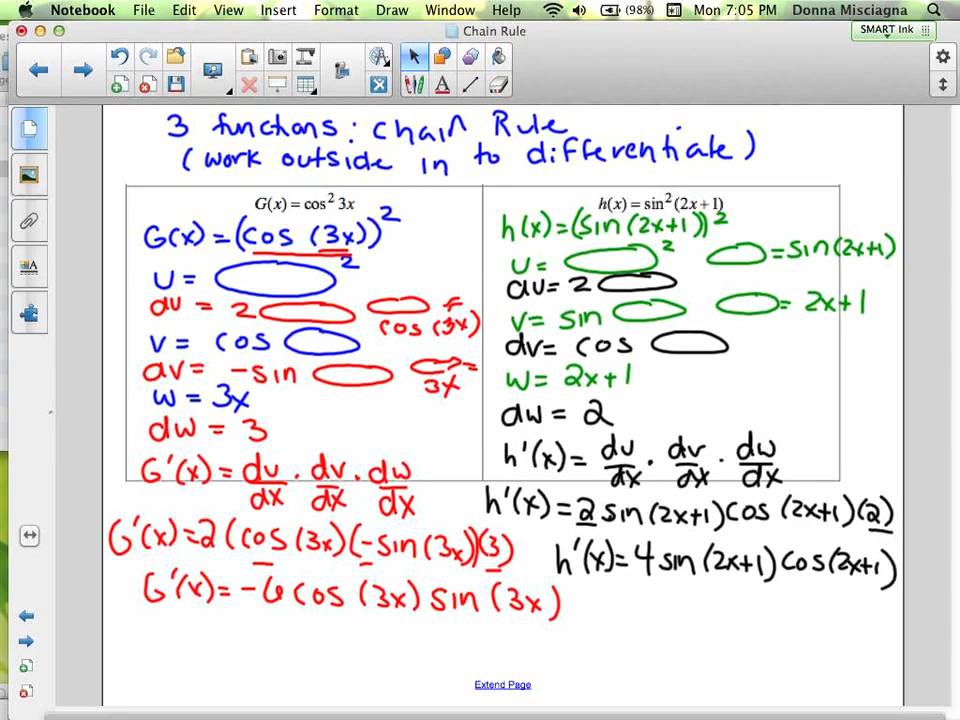 Notebook File Edit View Insert Format Draw Window Help (98%) Mon 7:05 PM Donna Misciagna
Chain Rule
SMART Ink
3 functions: Chain Rule
(work outside in to differentiate)
G(x) = cos² 3x
G(x) = (cos (3x))²
u = ²
du = 2 =
cos (3x)
v = cos
dv = -sin =
3x
w = 3x
dw = 3
G'(x) = du/dx · dv/dx · dw/dx
G'(x) = 2 (cos (3x)(-sin (3x))(3)
G'(x) = -6 cos (3x) sin (3x)
h(x) = sin² (2x + 1)
h(x) = (sin (2x+1))²
u = ² = sin (2x+1)
du = 2
v = sin = 2x+1
dv = cos
w = 2x+1
dw = 2
h'(x) = du/dx · dv/dx · dw/dx
h'(x) = 2 sin (2x+1) cos (2x+1)(2)
h'(x) = 4 sin (2x+1) cos (2x+1)
Extend Page